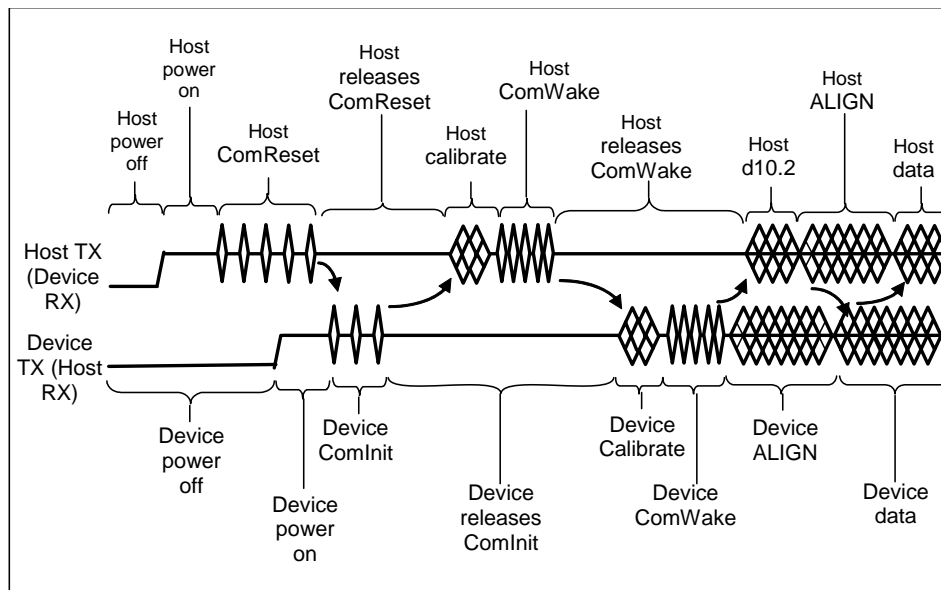 Host
power
on
Host
releases
ComReset
Host
ComWake
Host
ALIGN
Host
power
off
Host
ComReset
Host
calibrate
Host
releases
ComWake
Host
d10.2
Host
data
Host TX
(Device
RX)
Device
TX (Host
RX)
Device
power
off
Device
ComInit
Device
Calibrate
Device
ALIGN
Device
power
on
Device
releases
ComInit
Device
ComWake
Device
data